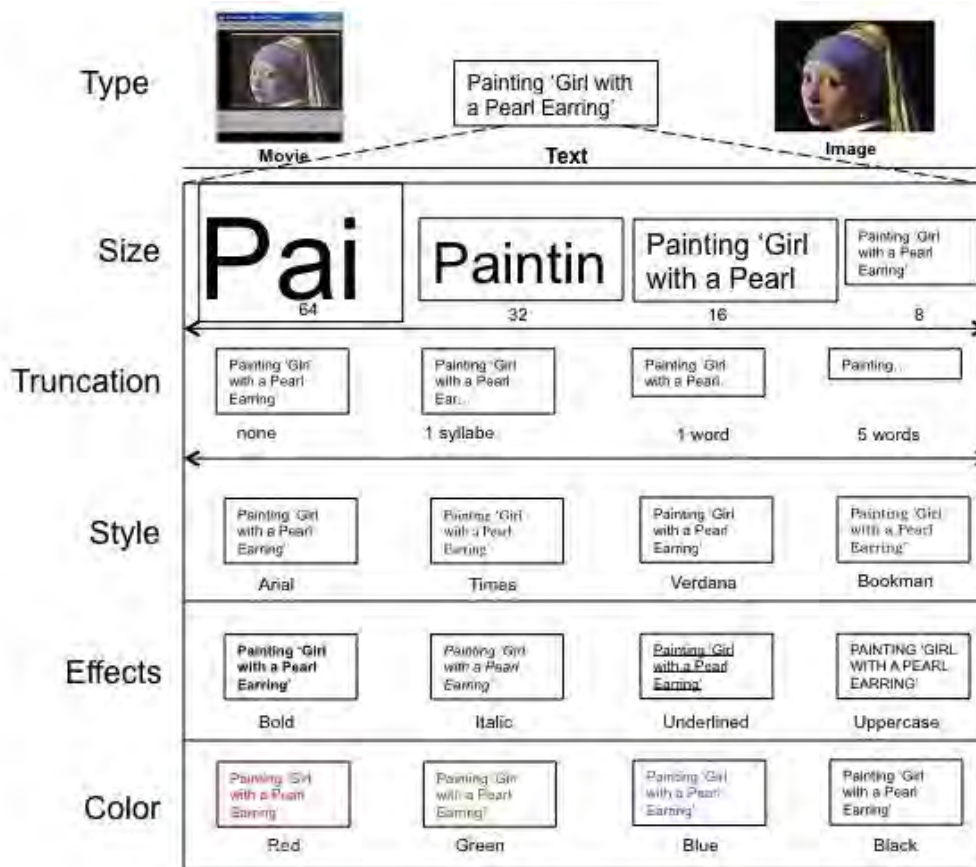 Type
Painting ‘Girl with
a Pearl Earring’
Movie
Text
Image
Size
Pai
64
Paintin
32
Painting ‘Girl
with a Pearl
16
Painting ‘Girl
with a Pearl
Earring’
8
Truncation
Painting ‘Girl
with a Pearl
Earring
none
Painting ‘Girl
with a Pearl
Ear...
1 syllabe
Painting ‘Girl
with a Pearl...
1 word
Painting...
5 words
Style
Painting ‘Girl
with a Pearl
Earring’
Arial
Painting ‘Girl
with a Pearl
Earring’
Times
Painting ‘Girl
with a Pearl
Earring’
Verdana
Painting ‘Girl
with a Pearl
Earring’
Bookman
Effects
Painting ‘Girl
with a Pearl
Earring’
Bold
Painting ‘Girl
with a Pearl
Earring’
Italic
Painting ‘Girl
with a Pearl
Earring’
Underlined
PAINTING ‘GIRL
WITH A PEARL
EARRING’
Uppercase
Color
Painting ‘Girl
with a Pearl
Earring’
Red
Painting ‘Girl
with a Pearl
Earring’
Green
Painting ‘Girl
with a Pearl
Earring’
Blue
Painting ‘Girl
with a Pearl
Earring’
Black